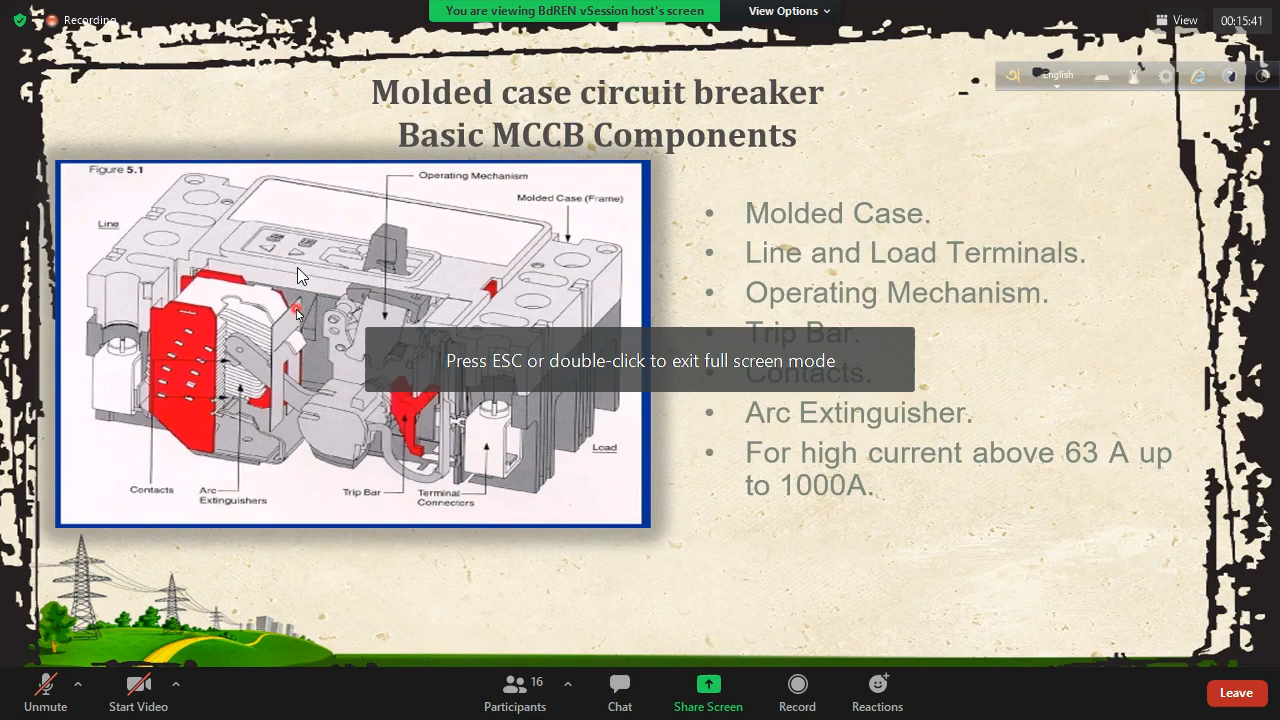 Recording
You are viewing BdREN vSession host's screen
View Options
View
00:15:41
English
Molded case circuit breaker
Basic MCCB Components
Figure 5.1
Operating Mechanism
Molded Case (Frame)
Line
Load
Contacts
Arc
Extinguishers
Trip Bar
Terminal
Connectors
• Molded Case.
• Line and Load Terminals.
• Operating Mechanism.
• Trip Bar.
• Contacts.
• Arc Extinguisher.
• For high current above 63 A up
to 1000A.
Press ESC or double-click to exit full screen mode
Unmute
Start Video
Participants
16
Chat
Share Screen
Record
Reactions
Leave